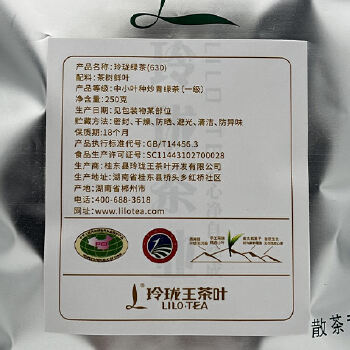 产品名称:玲珑绿茶(630)
配料:茶树鲜叶
产品等级:中小叶种炒青绿茶(一级)
净含量:250克
生产日期:见包装物某部位
贮藏方法:密封、干燥、防晒、避光、清洁、防异味
保质期:18个月
产品执行标准代号:GB/T14456.3
食品生产许可证号:SC11443102700028
生产商:桂东县玲珑王茶叶开发有限公司
生产地址:湖南省桂东县桥头乡红桥社区
产地:湖南省郴州市
电话:400-688-3618
网址:www.lilotea.com
玲珑王茶叶
LILO·TEA
散茶